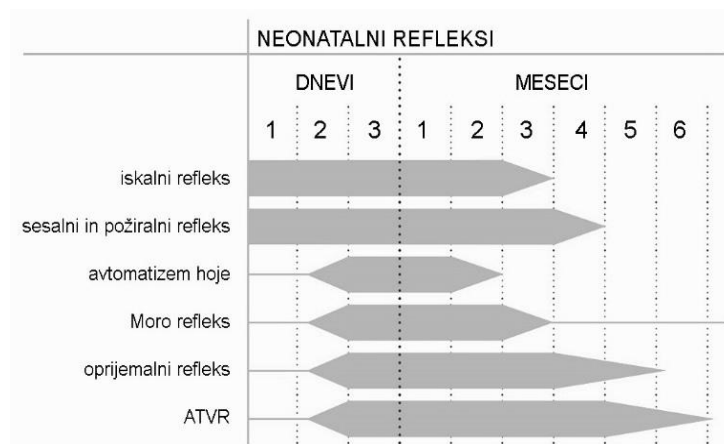 NEONATALNI REFLEKSI
DNEVI MESECI
1 2 3 1 2 3 4 5 6
iskalni refleks
sesalni in požiralni refleks
avtomatizem hoje
Moro refleks
oprijemalni refleks
ATVR